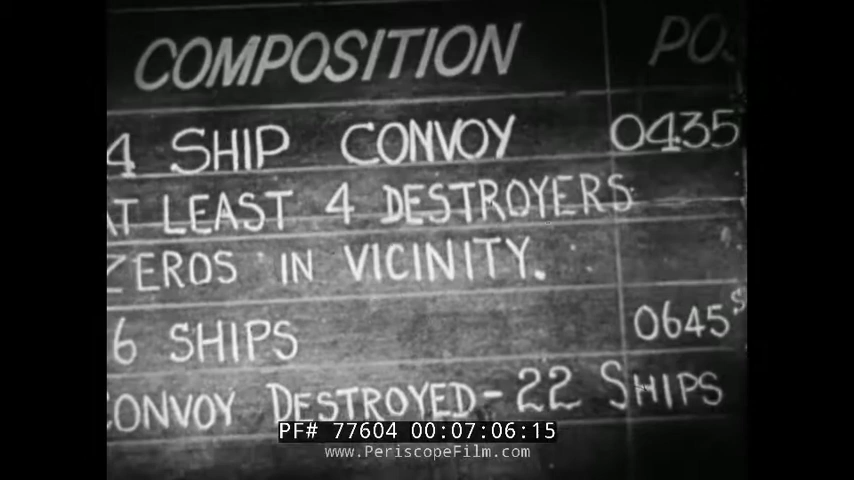 COMPOSITION
4 SHIP CONVOY 0435
AT LEAST 4 DESTROYERS
ZEROS IN VICINITY.
6 SHIPS 0645 S
CONVOY DESTROYED - 22 SHIPS
PF# 77604 00:07:06:15
www.PeriscopeFilm.com